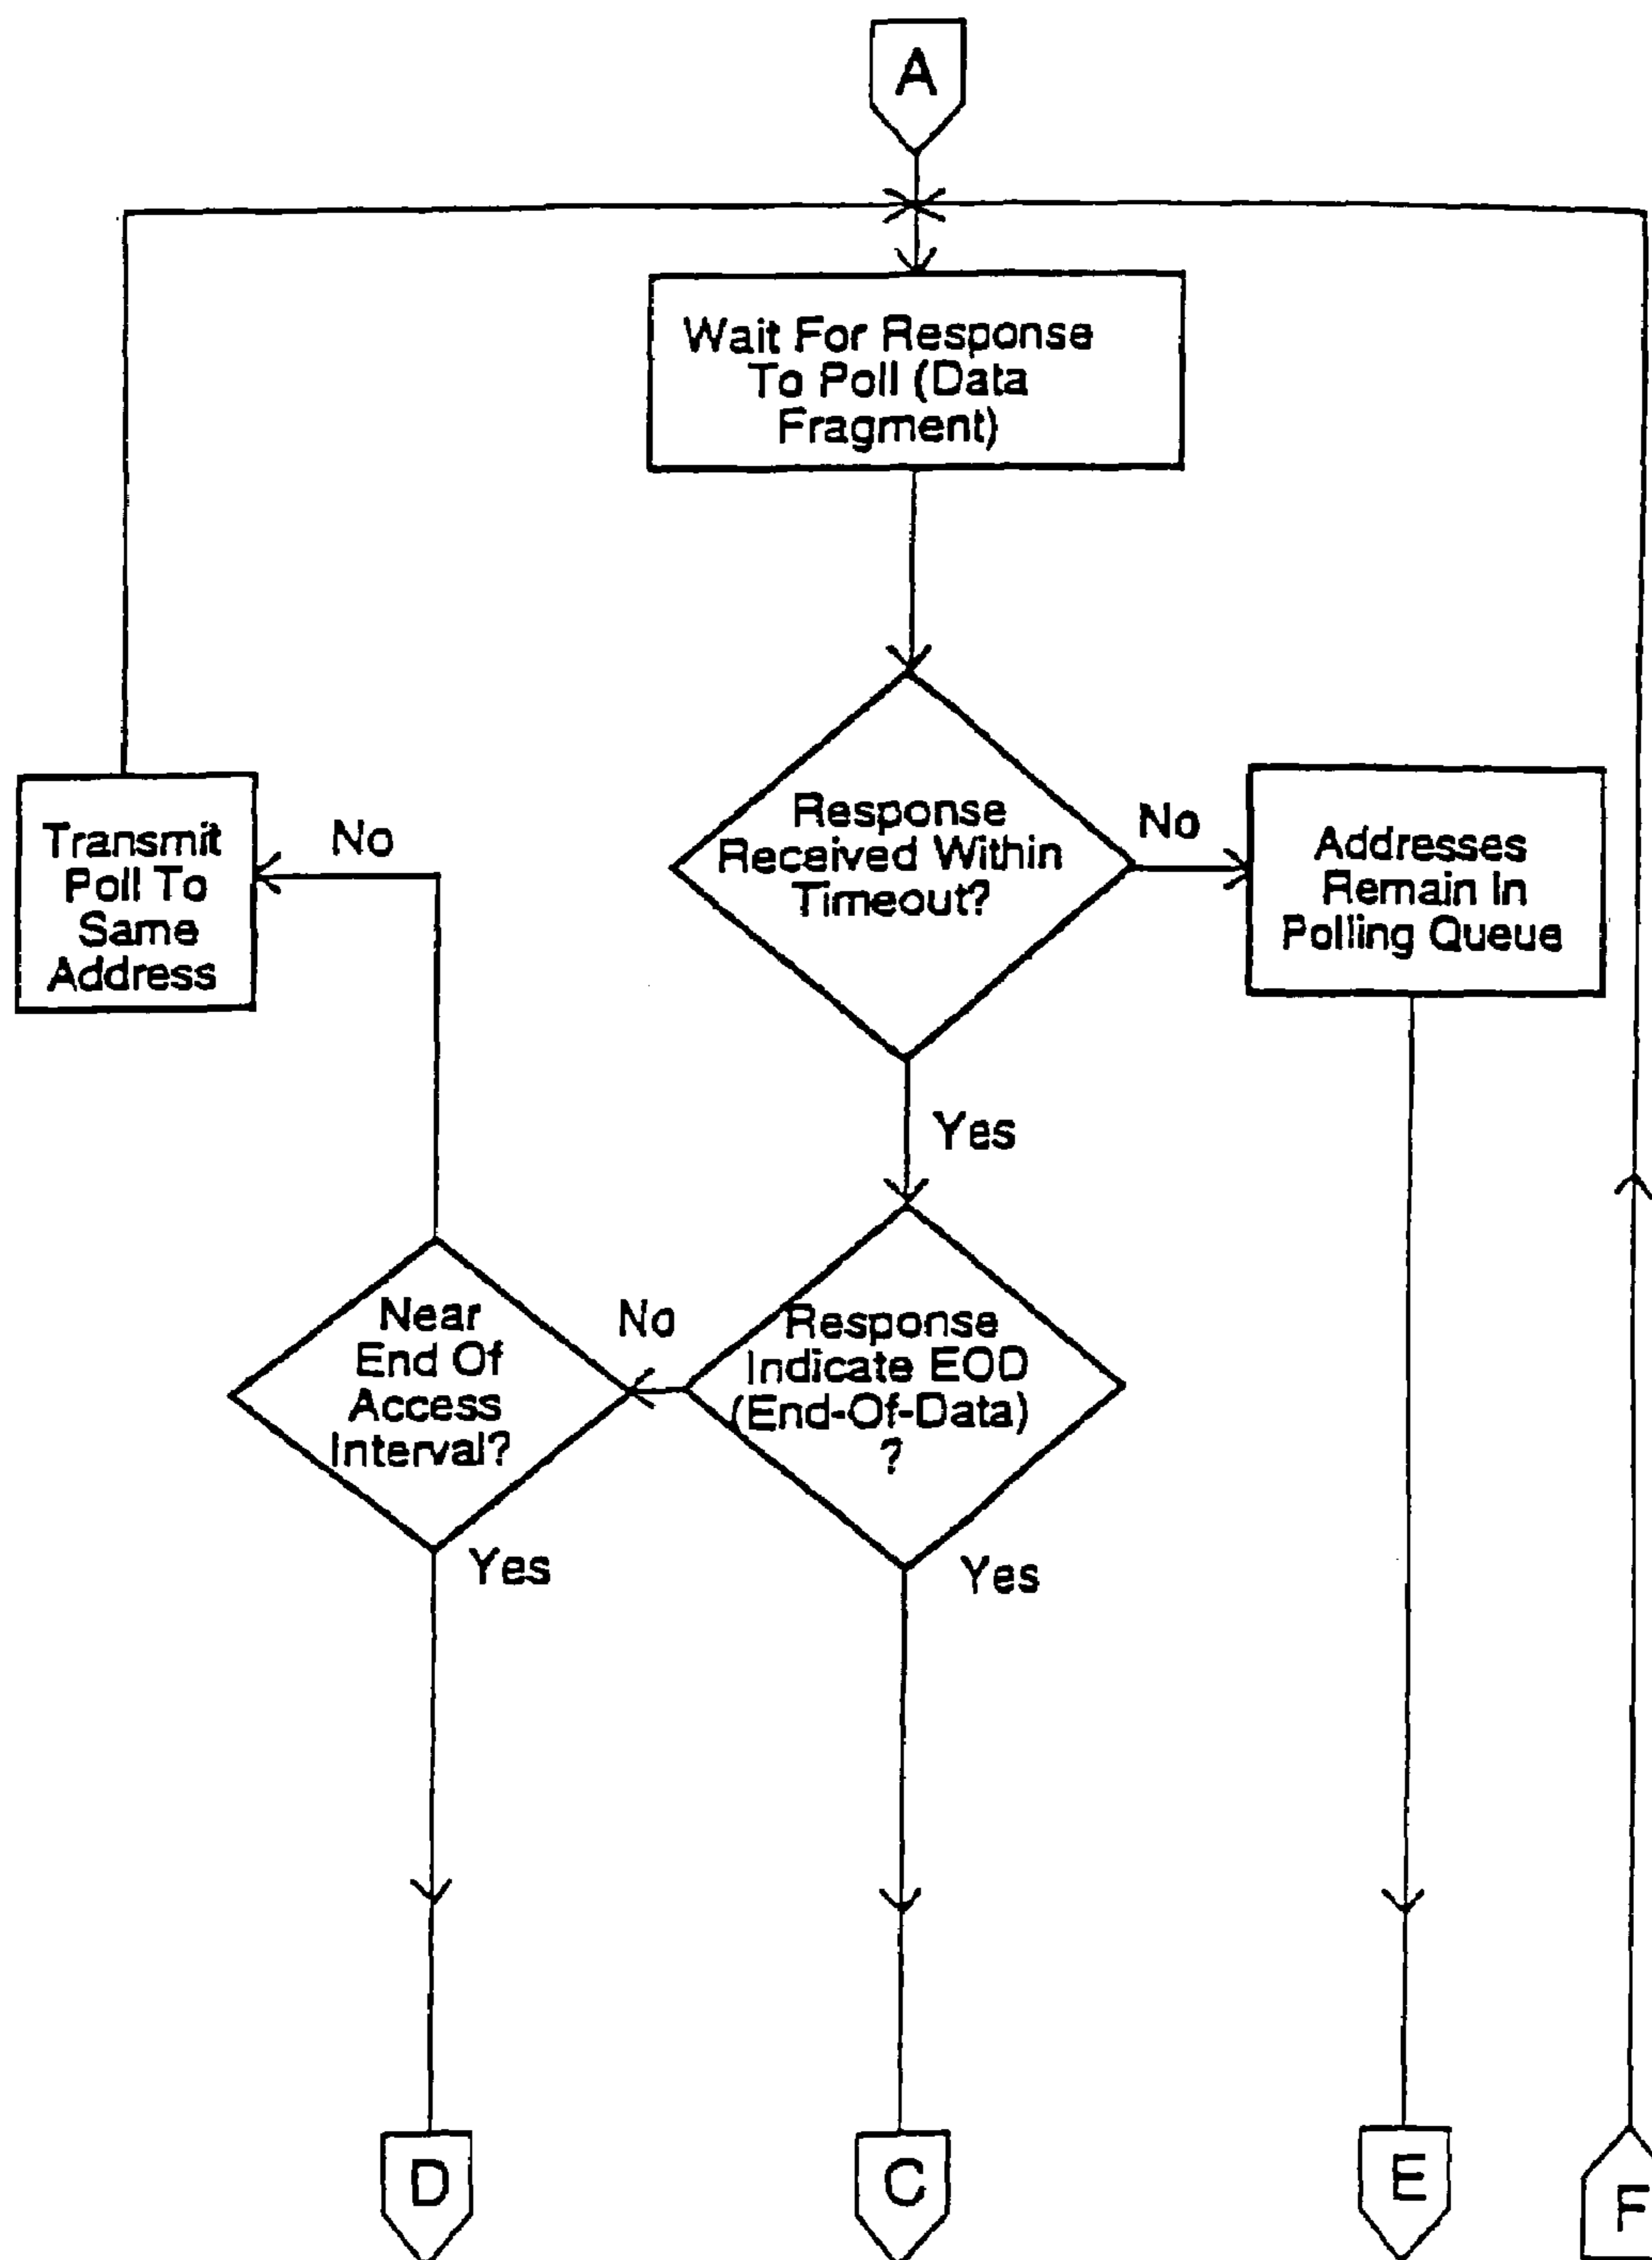 A
Wait For Response
To Poll (Data
Fragment)
Response
Received Within
Timeout?
No
Addresses
Remain In
Polling Queue
Transmit
Poll To
Same
Address
No
Yes
Near
End Of
Access
Interval?
No
Response
Indicate EOD
(End-Of-Data)
?
Yes
Yes
D
C
E
F